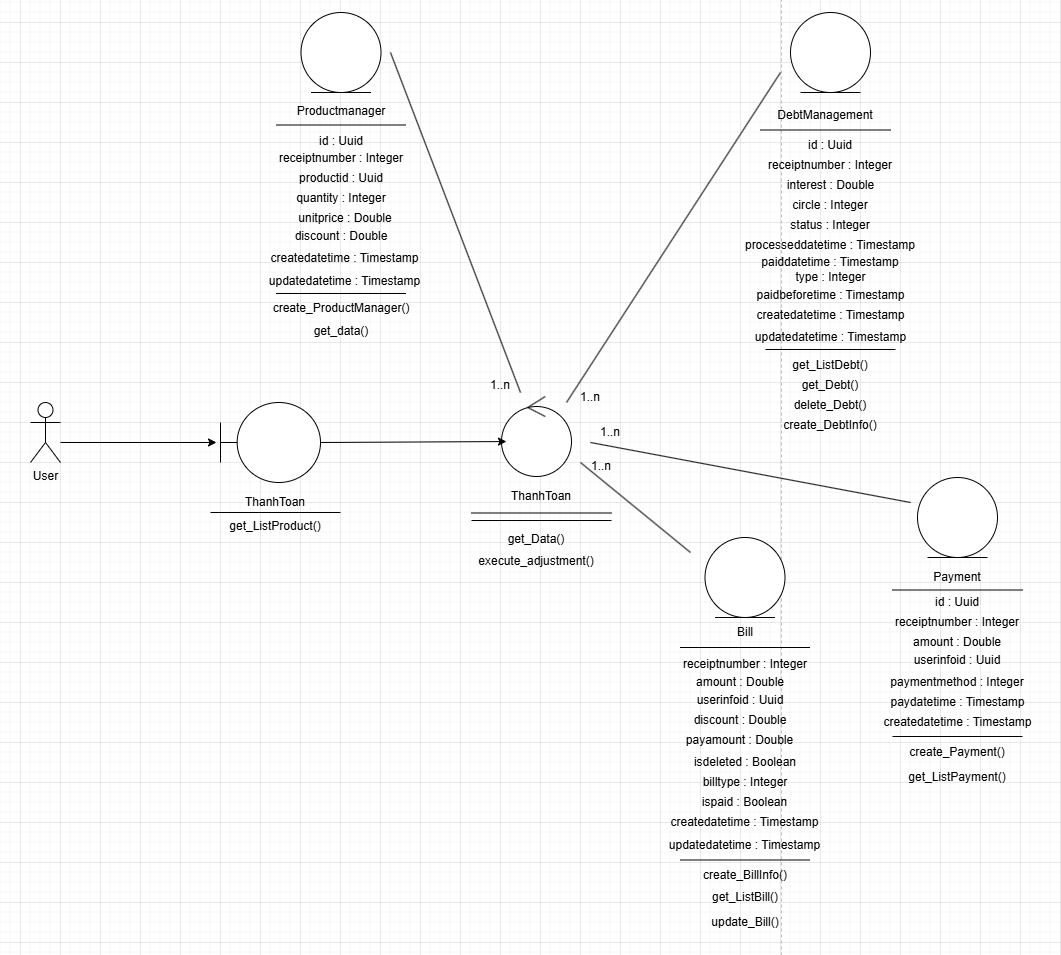 Productmanager
id : Uuid
receiptnumber : Integer
productid : Uuid
quantity : Integer
unitprice : Double
discount : Double
createdatetime : Timestamp
updatedatetime : Timestamp
create_ProductManager()
get_data()
DebtManagement
id : Uuid
receiptnumber : Integer
interest : Double
circle : Integer
status : Integer
processeddatetime : Timestamp
paiddatetime : Timestamp
type : Integer
paidbeforetime : Timestamp
createdatetime : Timestamp
updatedatetime : Timestamp
get_ListDebt()
get_Debt()
delete_Debt()
create_DebtInfo()
1..n
1..n
1..n
1..n
User
ThanhToan
get_ListProduct()
ThanhToan
get_Data()
execute_adjustment()
Bill
receiptnumber : Integer
amount : Double
userinfoid : Uuid
discount : Double
payamount : Double
isdeleted : Boolean
billtype : Integer
ispaid : Boolean
createdatetime : Timestamp
updatedatetime : Timestamp
create_BillInfo()
get_ListBill()
update_Bill()
Payment
id : Uuid
receiptnumber : Integer
amount : Double
userinfoid : Uuid
paymentmethod : Integer
paydatetime : Timestamp
createdatetime : Timestamp
create_Payment()
get_ListPayment()